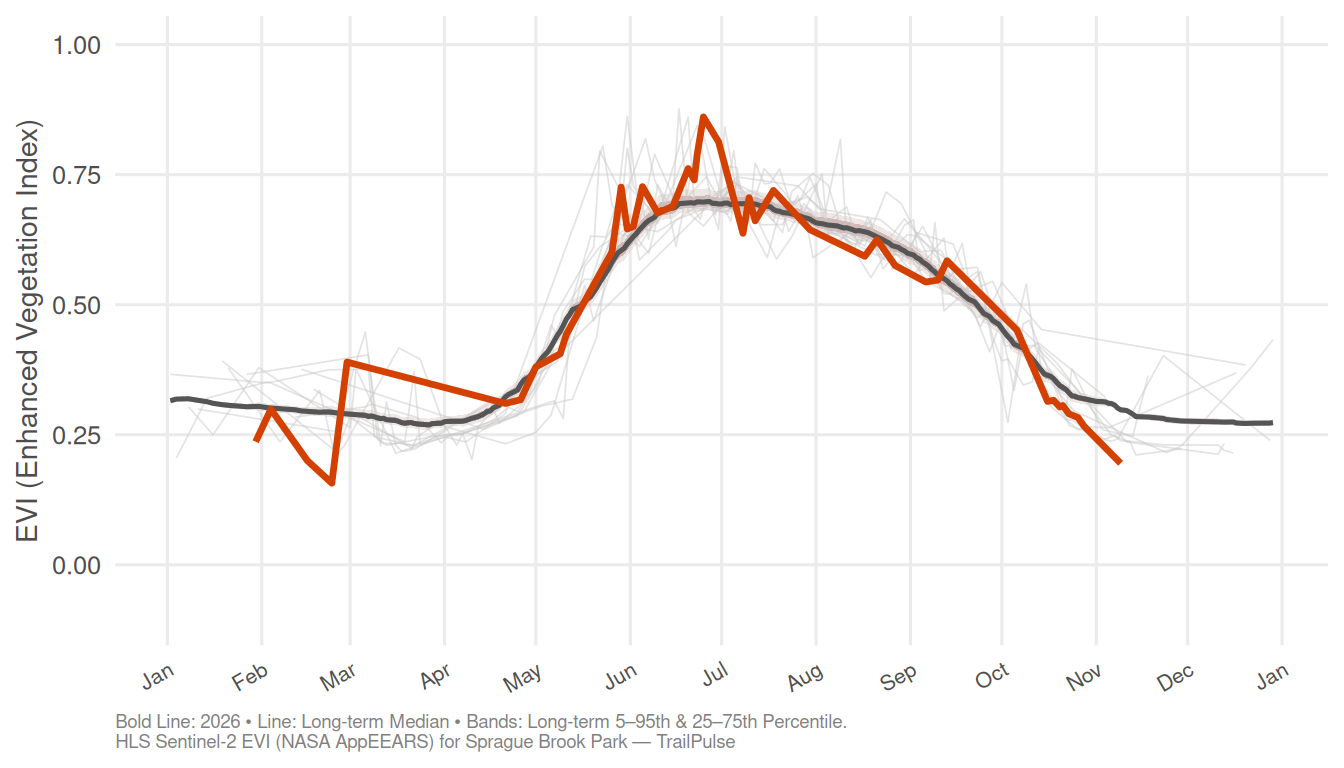 1.00
0.75
0.50
0.25
0.00
EVI (Enhanced Vegetation Index)
Jan
Feb
Mar
Apr
May
Jun
Jul
Aug
Sep
Oct
Nov
Dec
Jan
Bold Line: 2026 • Line: Long-term Median • Bands: Long-term 5–95th & 25–75th Percentile.
HLS Sentinel-2 EVI (NASA AppEEARS) for Sprague Brook Park — TrailPulse